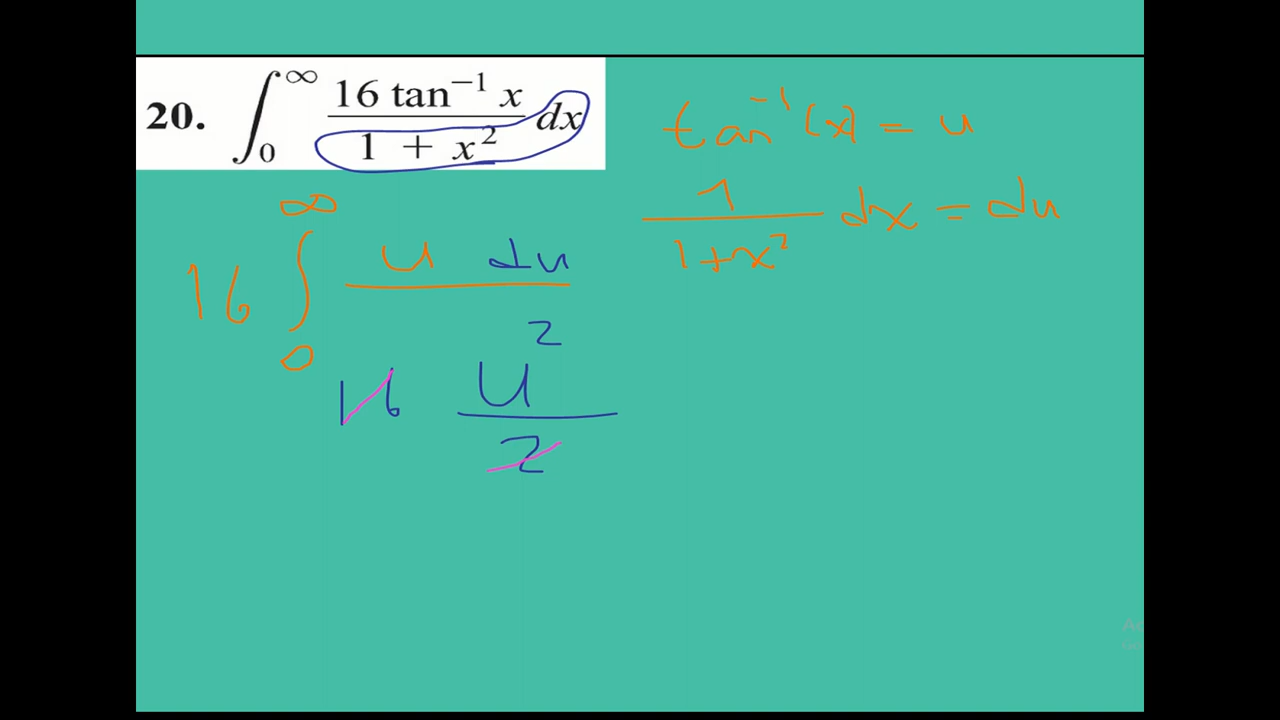 20. ∫₀^∞ (16 tan⁻¹ x)/(1 + x²) dx
tan⁻¹(x) = u
1/(1+x²) dx = du
16 ∫₀^∞ u du
16 u²/2